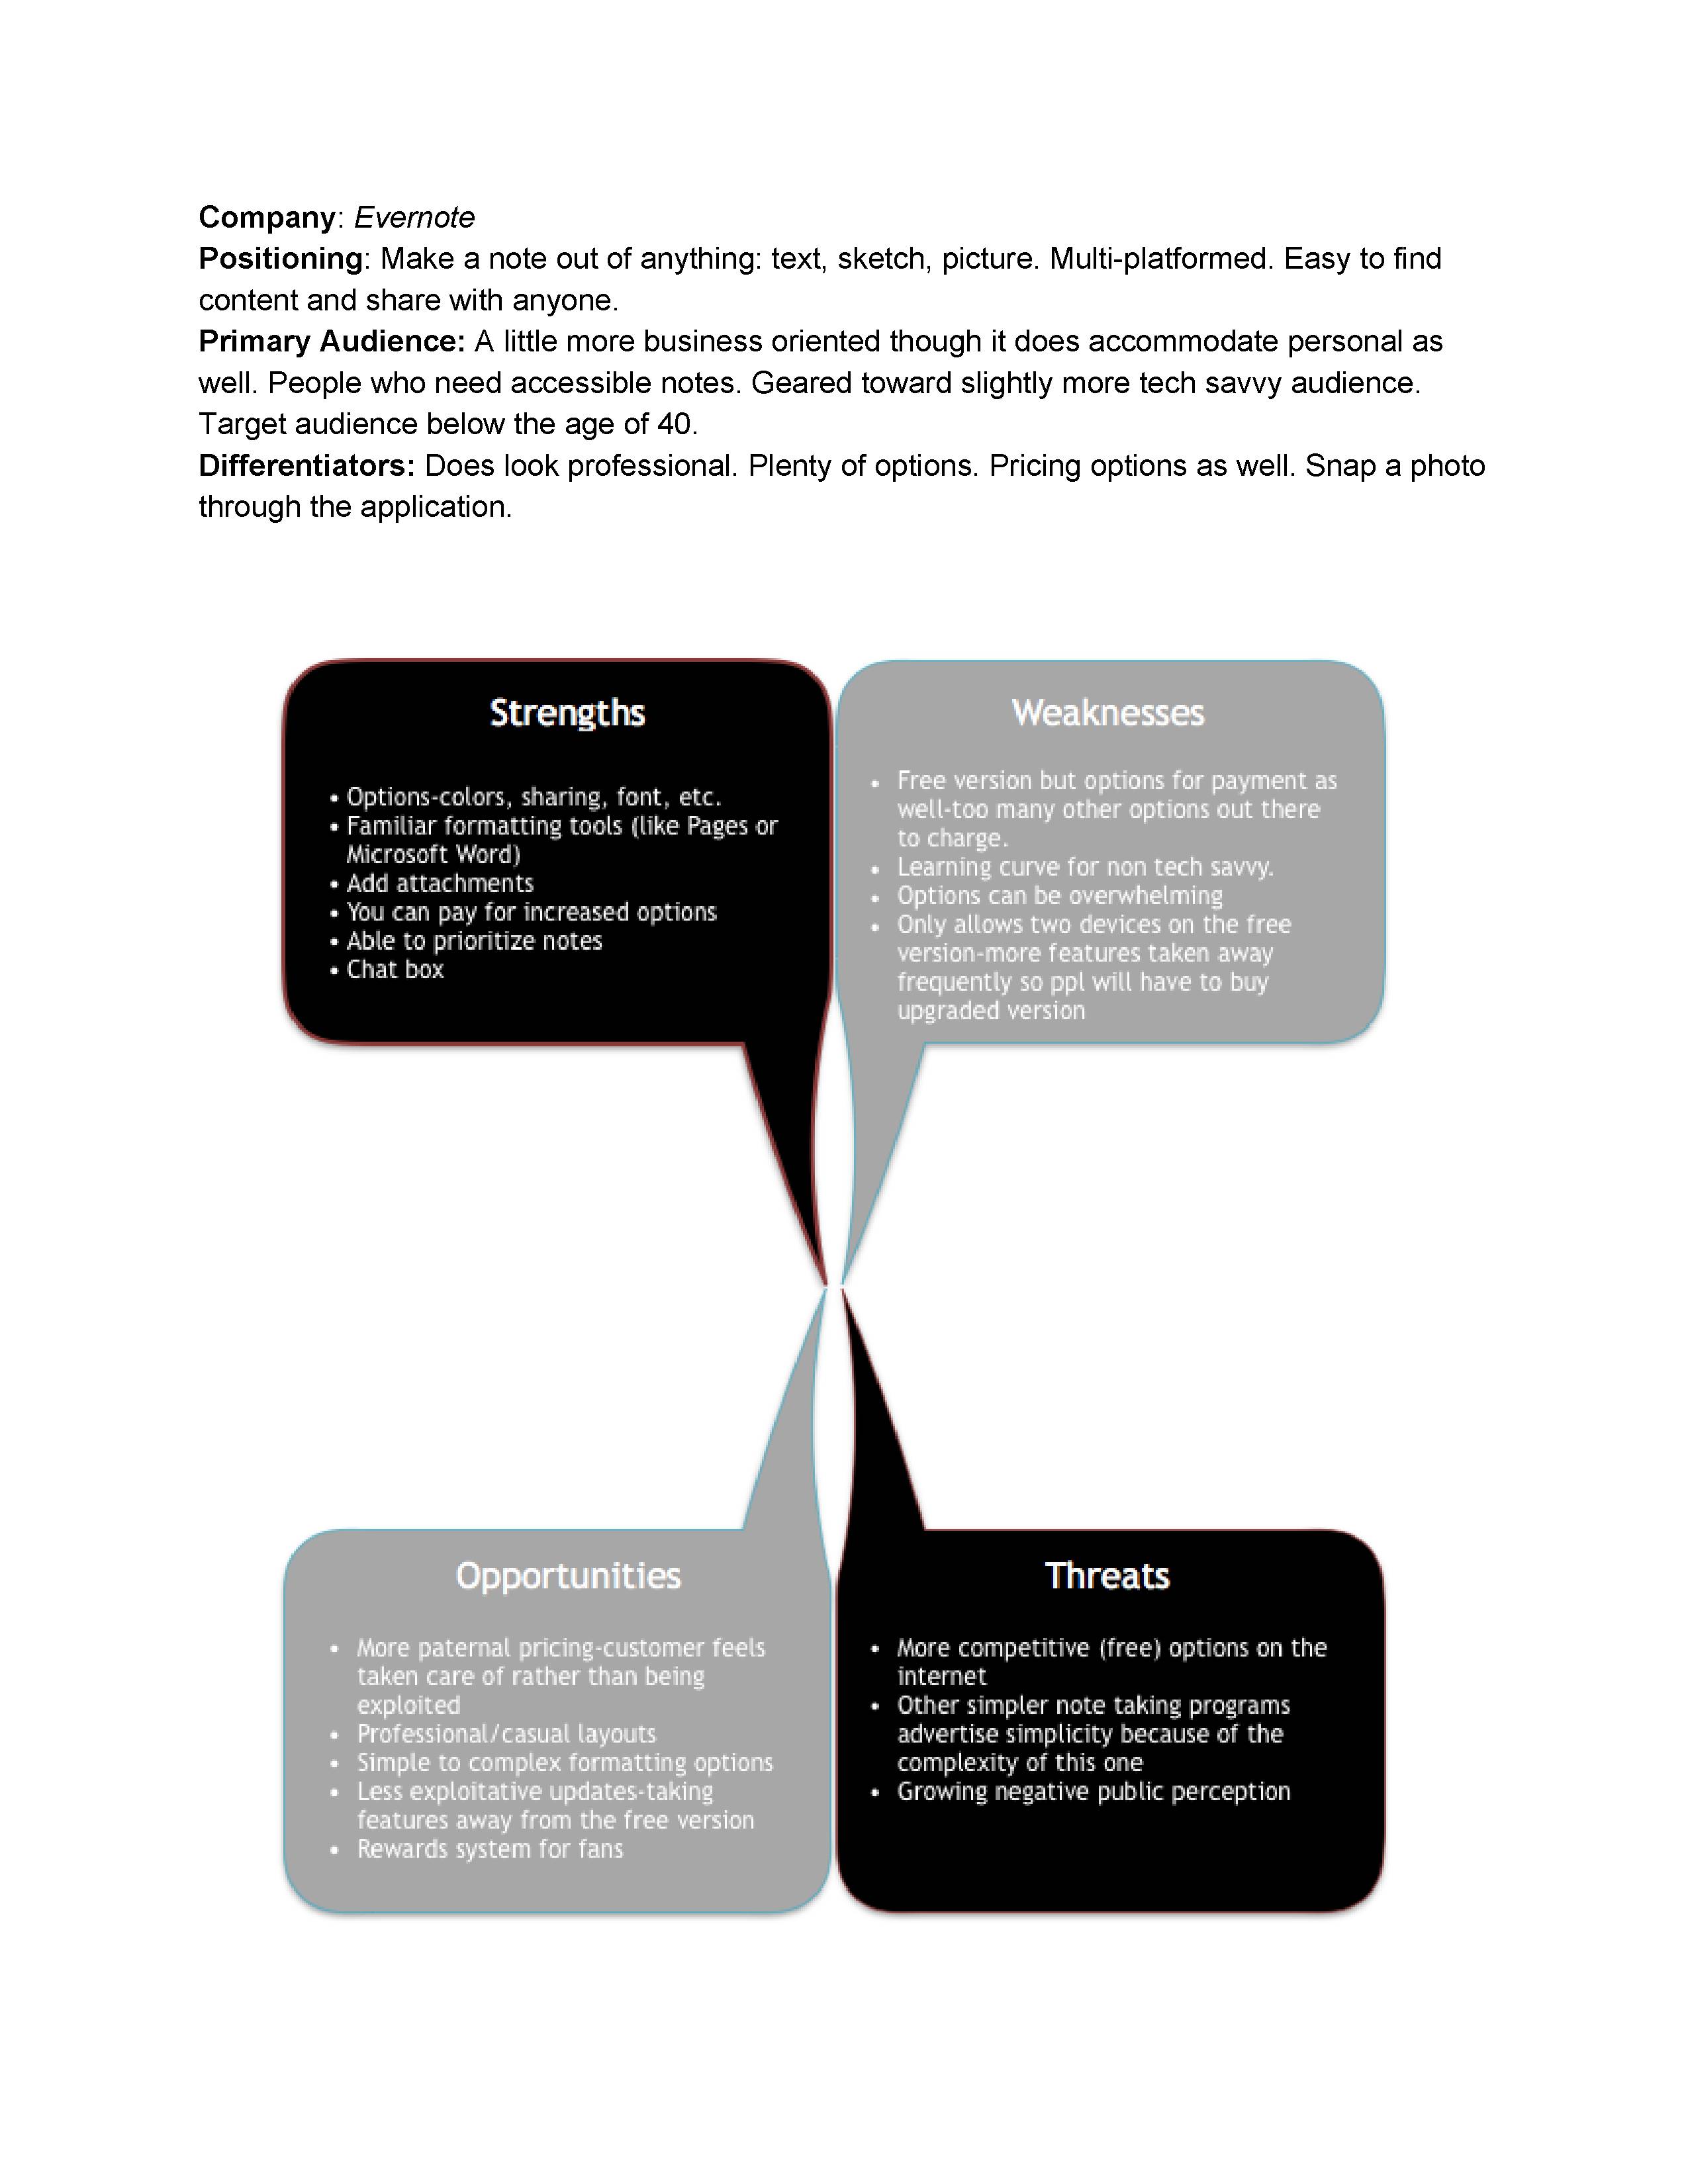 Company: Evernote
Positioning: Make a note out of anything: text, sketch, picture. Multi-platformed. Easy to find
content and share with anyone.
Primary Audience: A little more business oriented though it does accommodate personal as
well. People who need accessible notes. Geared toward slightly more tech savvy audience.
Target audience below the age of 40.
Differentiators: Does look professional. Plenty of options. Pricing options as well. Snap a photo
through the application.
Strengths
• Options-colors, sharing, font, etc.
• Familiar formatting tools (like Pages or
Microsoft Word)
• Add attachments
• You can pay for increased options
• Able to prioritize notes
• Chat box
Weaknesses
• Free version but options for payment as
well-too many other options out there
to charge.
• Learning curve for non tech savvy.
• Options can be overwhelming
• Only allows two devices on the free
version-more features taken away
frequently so ppl will have to buy
upgraded version
Opportunities
• More paternal pricing-customer feels
taken care of rather than being
exploited
• Professional/casual layouts
• Simple to complex formatting options
• Less exploitative updates-taking
features away from the free version
• Rewards system for fans
Threats
• More competitive (free) options on the
internet
• Other simpler note taking programs
advertise simplicity because of the
complexity of this one
• Growing negative public perception